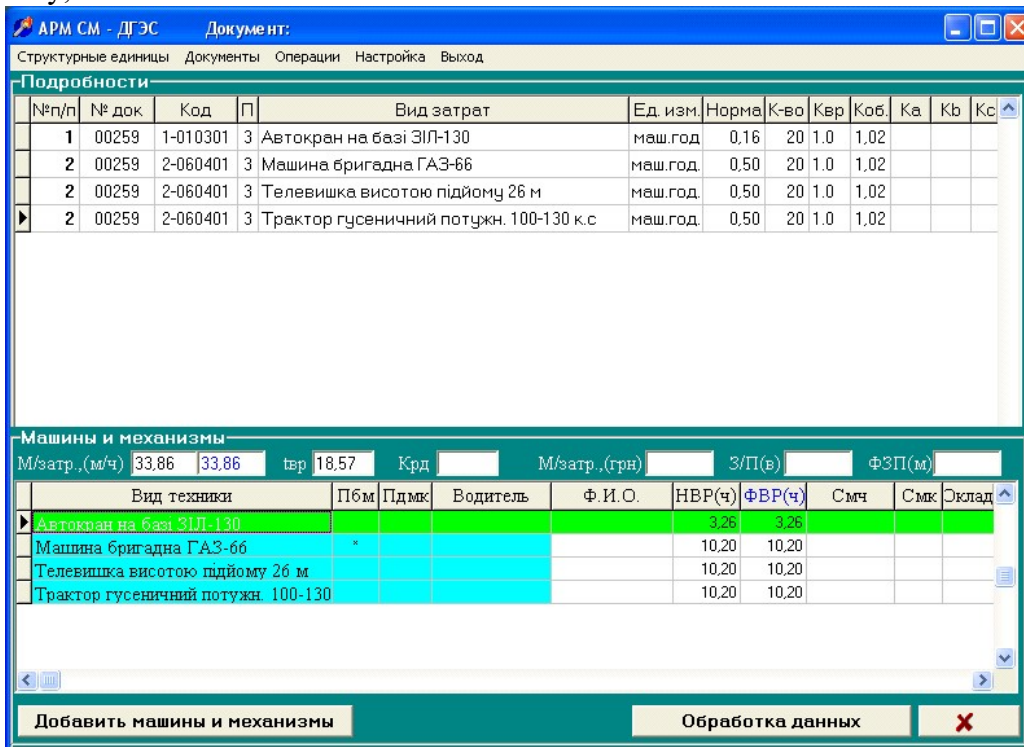 АРМ СМ - ДГЭС Документ:
Структурные единицы Документы Операции Настройка Выход
Подробности
№п/п № док Код П Вид затрат Ед. изм. Норма К-во Квр Коб. Ка Kb Кс
1 00259 1-010301 3 Автокран на базі ЗІЛ-130 маш.год 0,16 20 1.0 1,02
2 00259 2-060401 3 Машина бригадна ГАЗ-66 маш.год. 0,50 20 1.0 1,02
2 00259 2-060401 3 Телевишка висотою підйому 26 м маш.год. 0,50 20 1.0 1,02
2 00259 2-060401 3 Трактор гусеничний потужн. 100-130 к.с маш.год. 0,50 20 1.0 1,02
Машины и механизмы
М/затр.,(м/ч) 33,86 33,86 tвр 18,57 Крд М/затр.,(грн) З/П(в) ФЗП(м)
Вид техники Пбм Пдмк Водитель Ф.И.О. НВР(ч) ФВР(ч) Смч Смк Оклад
Автокран на базі ЗІЛ-130 3,26 3,26
Машина бригадна ГАЗ-66 * 10,20 10,20
Телевишка висотою підйому 26 м 10,20 10,20
Трактор гусеничний потужн. 100-130 10,20 10,20
Добавить машины и механизмы Обработка данных